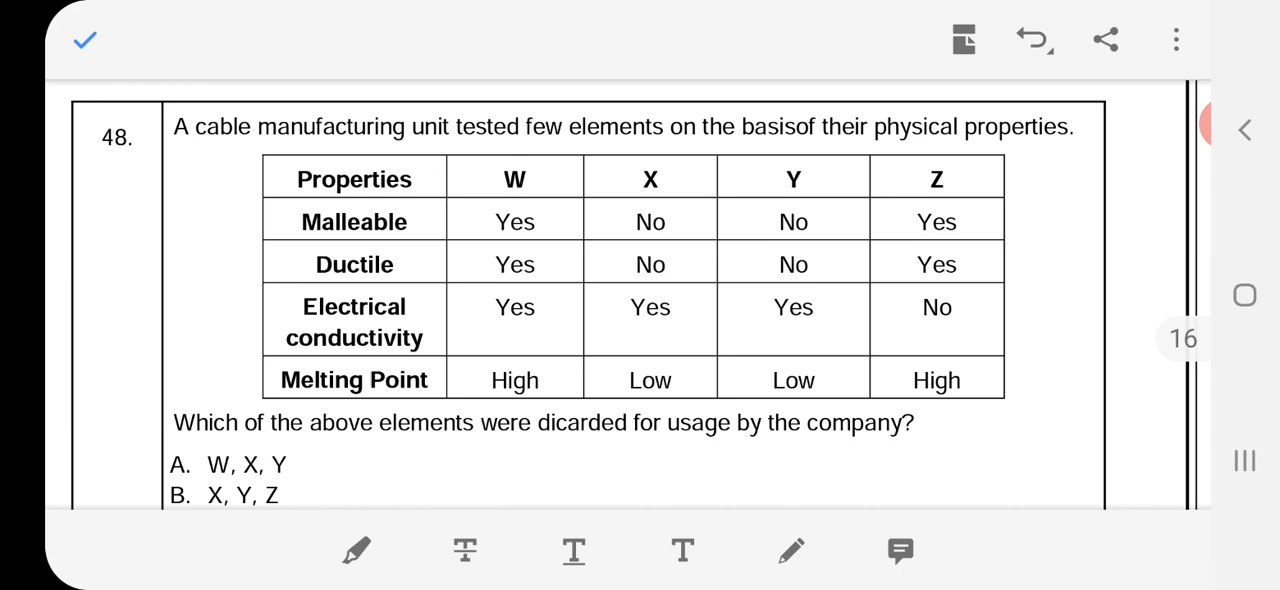 48.
A cable manufacturing unit tested few elements on the basisof their physical properties.
Properties W X Y Z
Malleable Yes No No Yes
Ductile Yes No No Yes
Electrical conductivity Yes Yes Yes No
Melting Point High Low Low High
Which of the above elements were dicarded for usage by the company?
A. W, X, Y
B. X, Y, Z
16
T
T
T